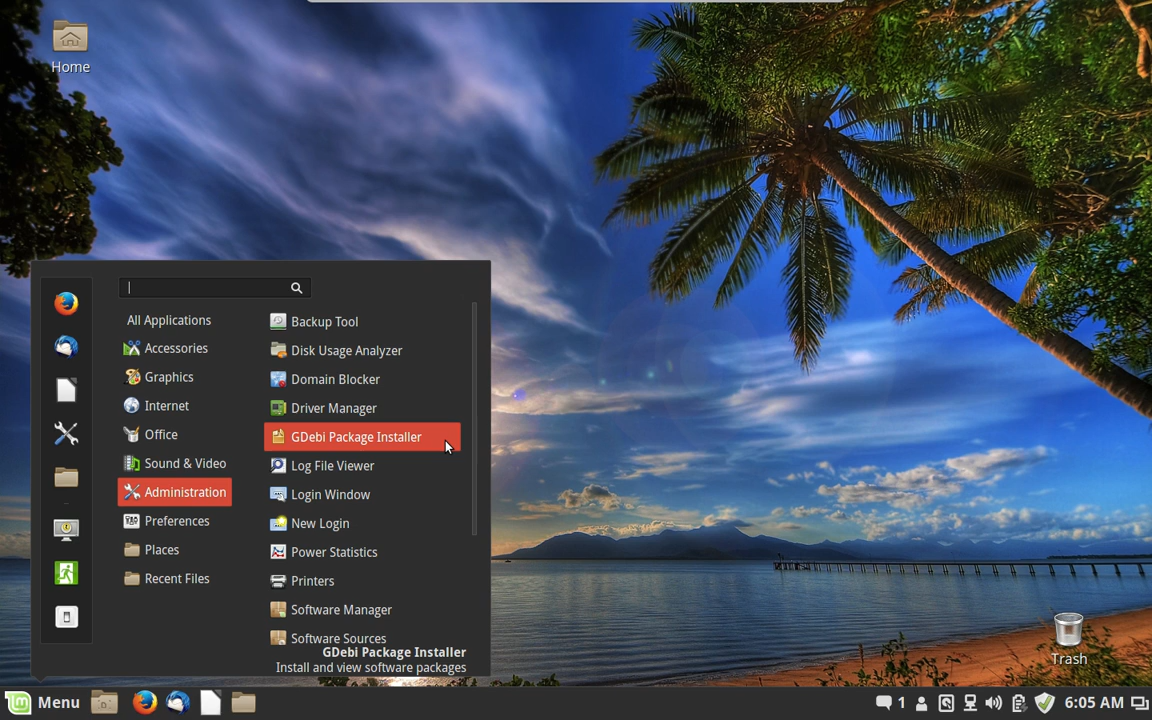 Home
All Applications
Accessories
Graphics
Internet
Office
Sound & Video
Administration
Preferences
Places
Recent Files
Backup Tool
Disk Usage Analyzer
Domain Blocker
Driver Manager
GDebi Package Installer
Log File Viewer
Login Window
New Login
Power Statistics
Printers
Software Manager
Software Sources
GDebi Package Installer
Install and view software packages
Trash
Menu
1
6:05 AM